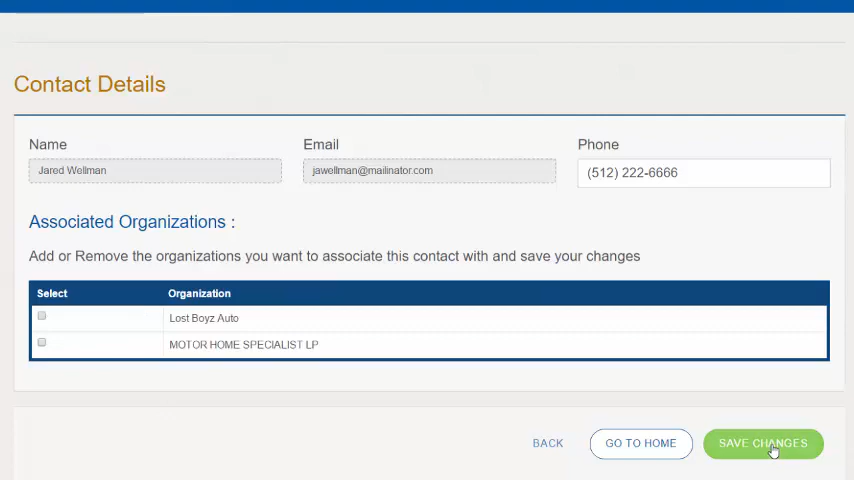 Contact Details
Name Email Phone
Jared Wellman jawellman@mailinator.com (512) 222-6666
Associated Organizations :
Add or Remove the organizations you want to associate this contact with and save your changes
Select Organization
Lost Boyz Auto
MOTOR HOME SPECIALIST LP
BACK GO TO HOME SAVE CHANGES